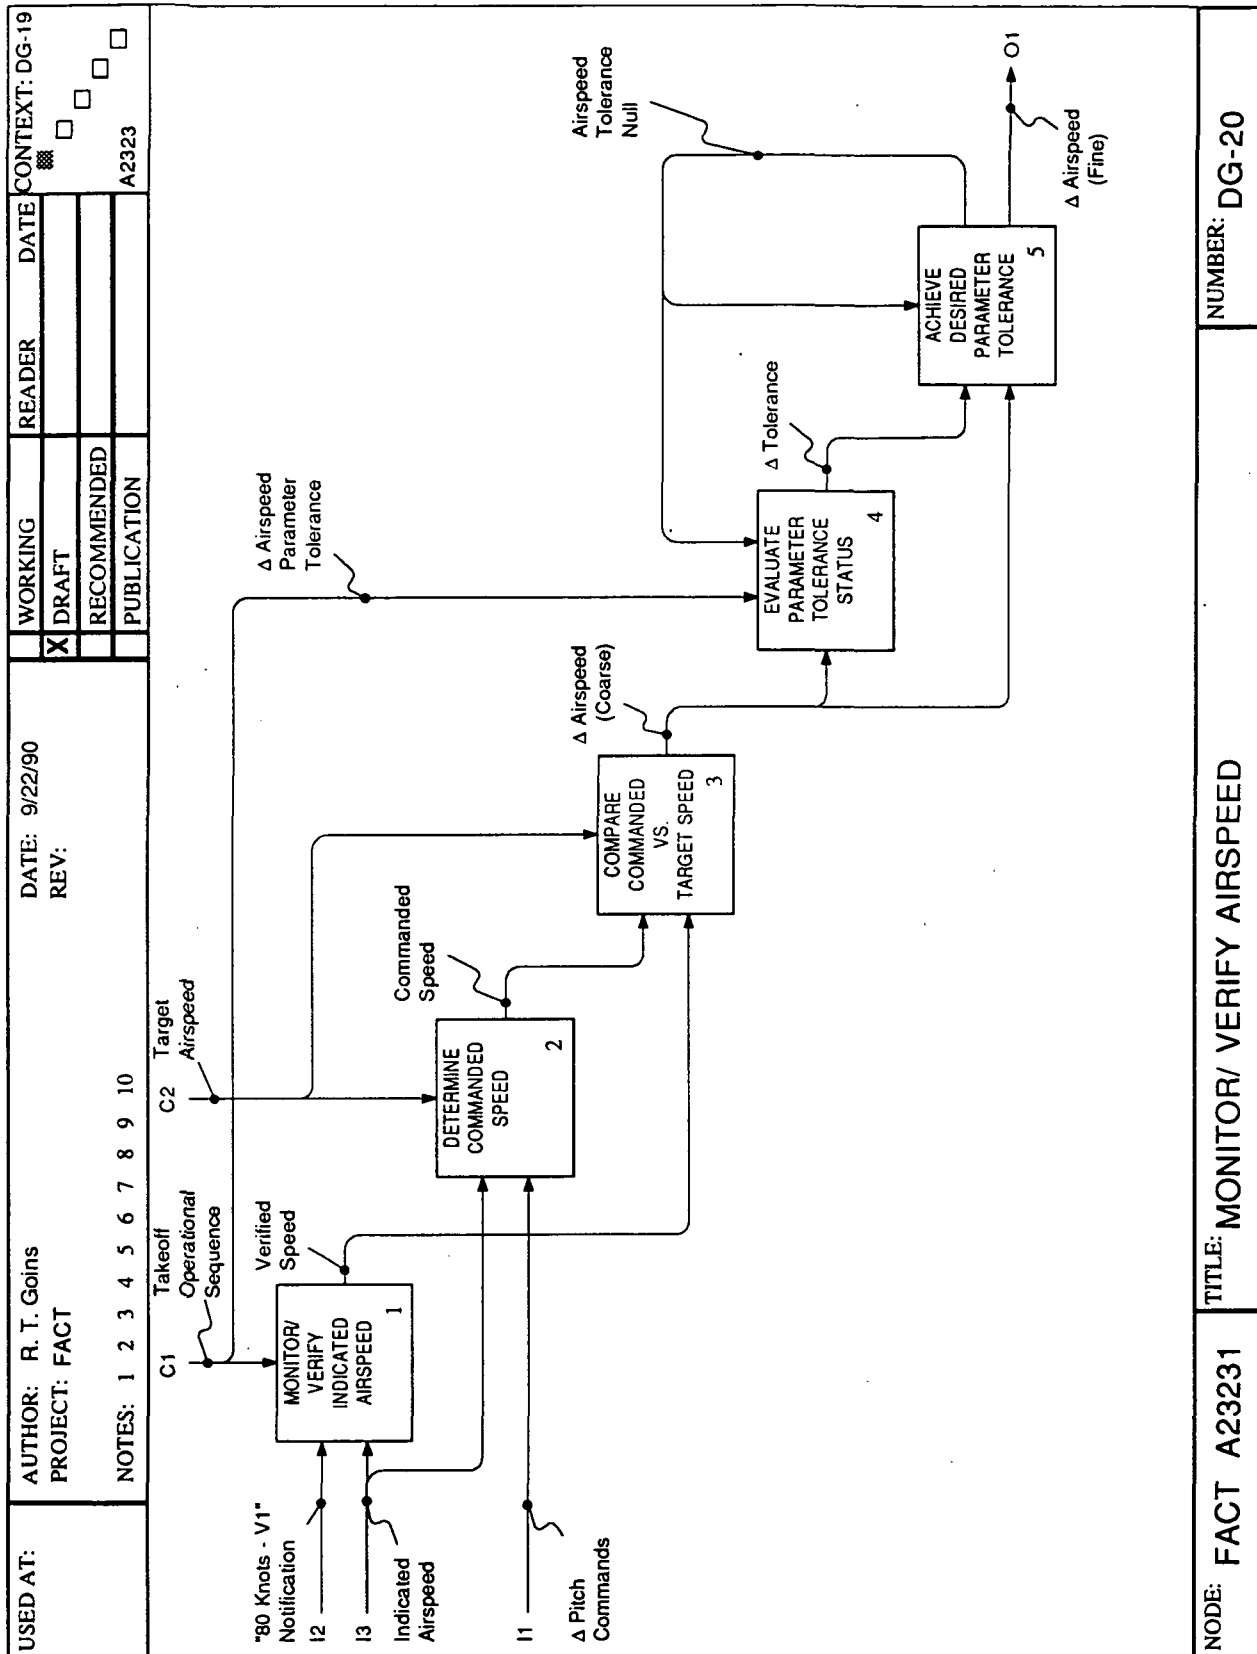 USED AT:
AUTHOR: R. T. Goins
PROJECT: FACT
DATE: 9/22/90
REV:
NOTES: 1 2 3 4 5 6 7 8 9 10
WORKING
X DRAFT
RECOMMENDED
PUBLICATION
READER DATE
CONTEXT: DG-19
A2323
C1
Takeoff
Operational
Sequence
C2
Target
Airspeed
"80 Knots - V1"
Notification
I2
I3
Indicated
Airspeed
I1
Δ Pitch
Commands
MONITOR/
VERIFY
INDICATED
AIRSPEED
1
Verified
Speed
DETERMINE
COMMANDED
SPEED
2
Commanded
Speed
COMPARE
COMMANDED
VS.
TARGET SPEED
3
Δ Airspeed
(Coarse)
Δ Airspeed
Parameter
Tolerance
EVALUATE
PARAMETER
TOLERANCE
STATUS
4
Δ Tolerance
ACHIEVE
DESIRED
PARAMETER
TOLERANCE
5
Airspeed
Tolerance
Null
O1
Δ Airspeed
(Fine)
NODE: FACT A23231
TITLE: MONITOR/ VERIFY AIRSPEED
NUMBER: DG-20